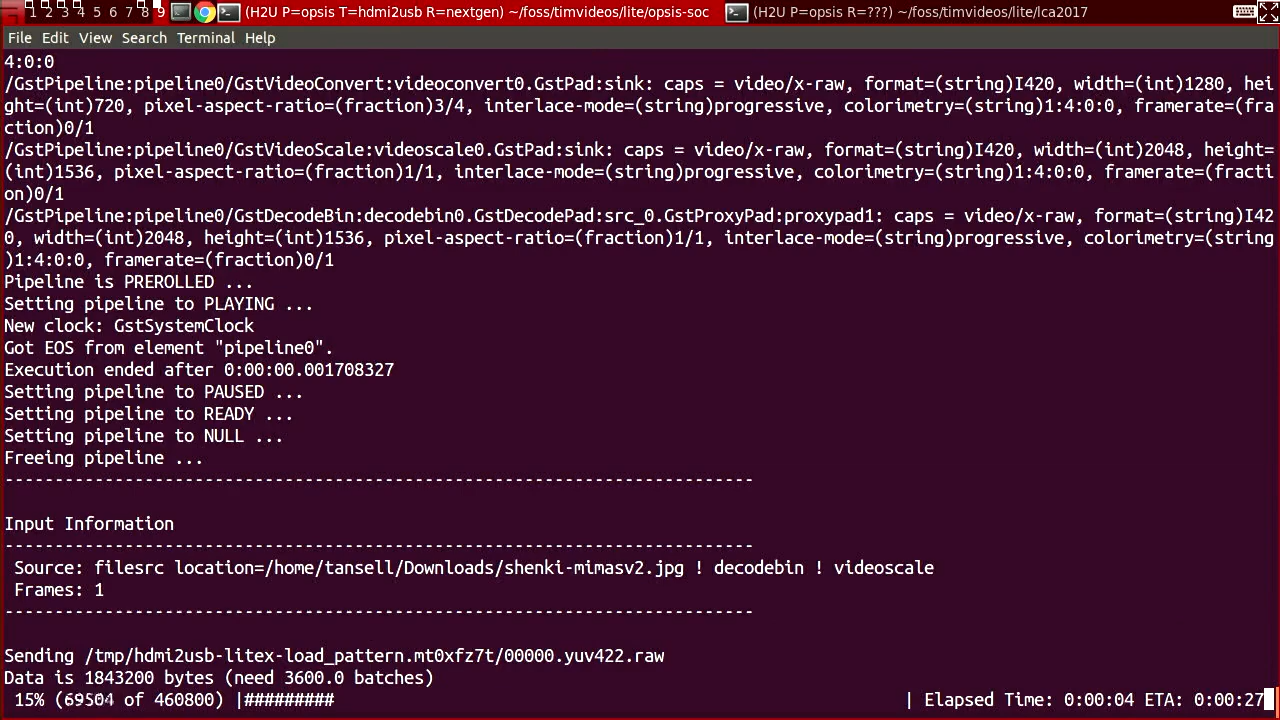 1 2 3 4 5 6 7 8 9 (H2U P=opsis T=hdmi2usb R=nextgen) ~/foss/timvideos/lite/opsis-soc (H2U P=opsis R=???) ~/foss/timvideos/lite/lca2017
File Edit View Search Terminal Help
4:0:0
/GstPipeline:pipeline0/GstVideoConvert:videoconvert0.GstPad:sink: caps = video/x-raw, format=(string)I420, width=(int)1280, hei
ght=(int)720, pixel-aspect-ratio=(fraction)3/4, interlace-mode=(string)progressive, colorimetry=(string)1:4:0:0, framerate=(fra
ction)0/1
/GstPipeline:pipeline0/GstVideoScale:videoscale0.GstPad:sink: caps = video/x-raw, format=(string)I420, width=(int)2048, height=
(int)1536, pixel-aspect-ratio=(fraction)1/1, interlace-mode=(string)progressive, colorimetry=(string)1:4:0:0, framerate=(fracti
on)0/1
/GstPipeline:pipeline0/GstDecodeBin:decodebin0.GstDecodePad:src_0.GstProxyPad:proxypad1: caps = video/x-raw, format=(string)I42
0, width=(int)2048, height=(int)1536, pixel-aspect-ratio=(fraction)1/1, interlace-mode=(string)progressive, colorimetry=(string
)1:4:0:0, framerate=(fraction)0/1
Pipeline is PREROLLED ...
Setting pipeline to PLAYING ...
New clock: GstSystemClock
Got EOS from element "pipeline0".
Execution ended after 0:00:00.001708327
Setting pipeline to PAUSED ...
Setting pipeline to READY ...
Setting pipeline to NULL ...
Freeing pipeline ...
---------------------------------------------------------------------------
Input Information
---------------------------------------------------------------------------
Source: filesrc location=/home/tansell/Downloads/shenki-mimasv2.jpg ! decodebin ! videoscale
Frames: 1
---------------------------------------------------------------------------
Sending /tmp/hdmi2usb-litex-load_pattern.mt0xfz7t/00000.yuv422.raw
Data is 1843200 bytes (need 3600.0 batches)
15% (69504 of 460800) |######### | Elapsed Time: 0:00:04 ETA: 0:00:27